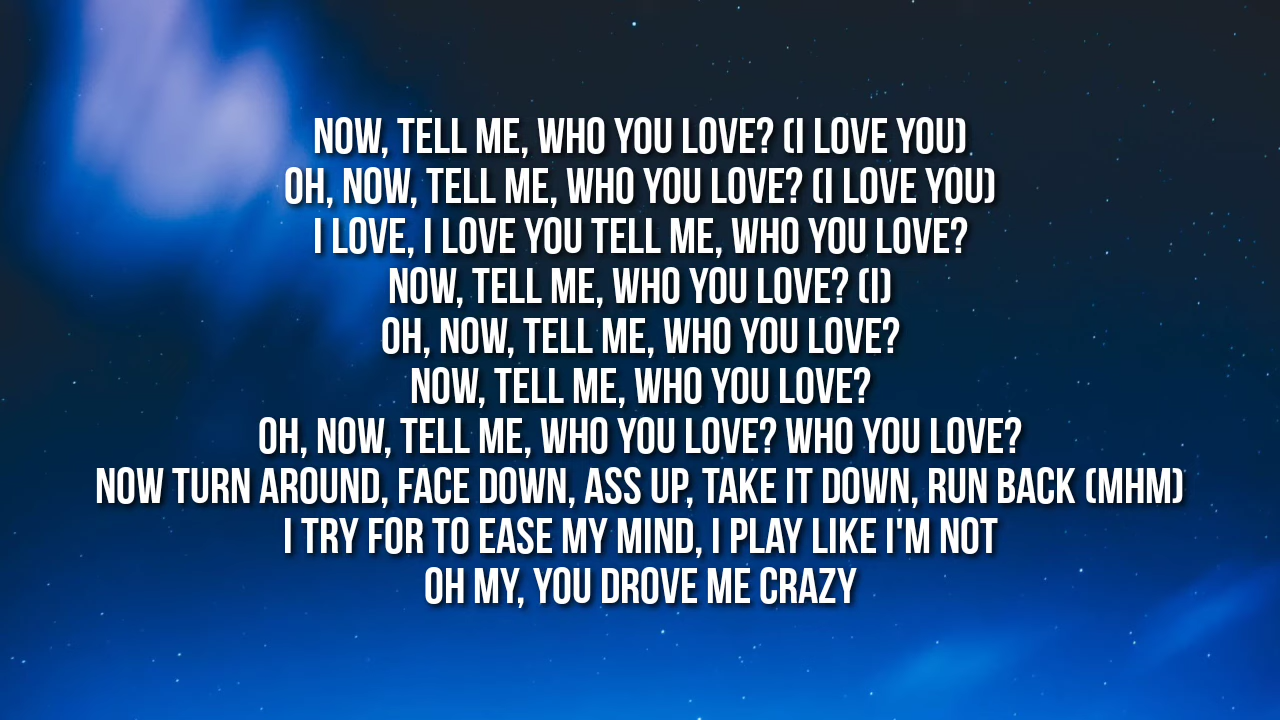 NOW, TELL ME, WHO YOU LOVE? (I LOVE YOU)
OH, NOW, TELL ME, WHO YOU LOVE? (I LOVE YOU)
I LOVE, I LOVE YOU TELL ME, WHO YOU LOVE?
NOW, TELL ME, WHO YOU LOVE? (I)
OH, NOW, TELL ME, WHO YOU LOVE?
NOW, TELL ME, WHO YOU LOVE?
OH, NOW, TELL ME, WHO YOU LOVE? WHO YOU LOVE?
NOW TURN AROUND, FACE DOWN, ASS UP, TAKE IT DOWN, RUN BACK (MHM)
I TRY FOR TO EASE MY MIND, I PLAY LIKE I'M NOT
OH MY, YOU DROVE ME CRAZY